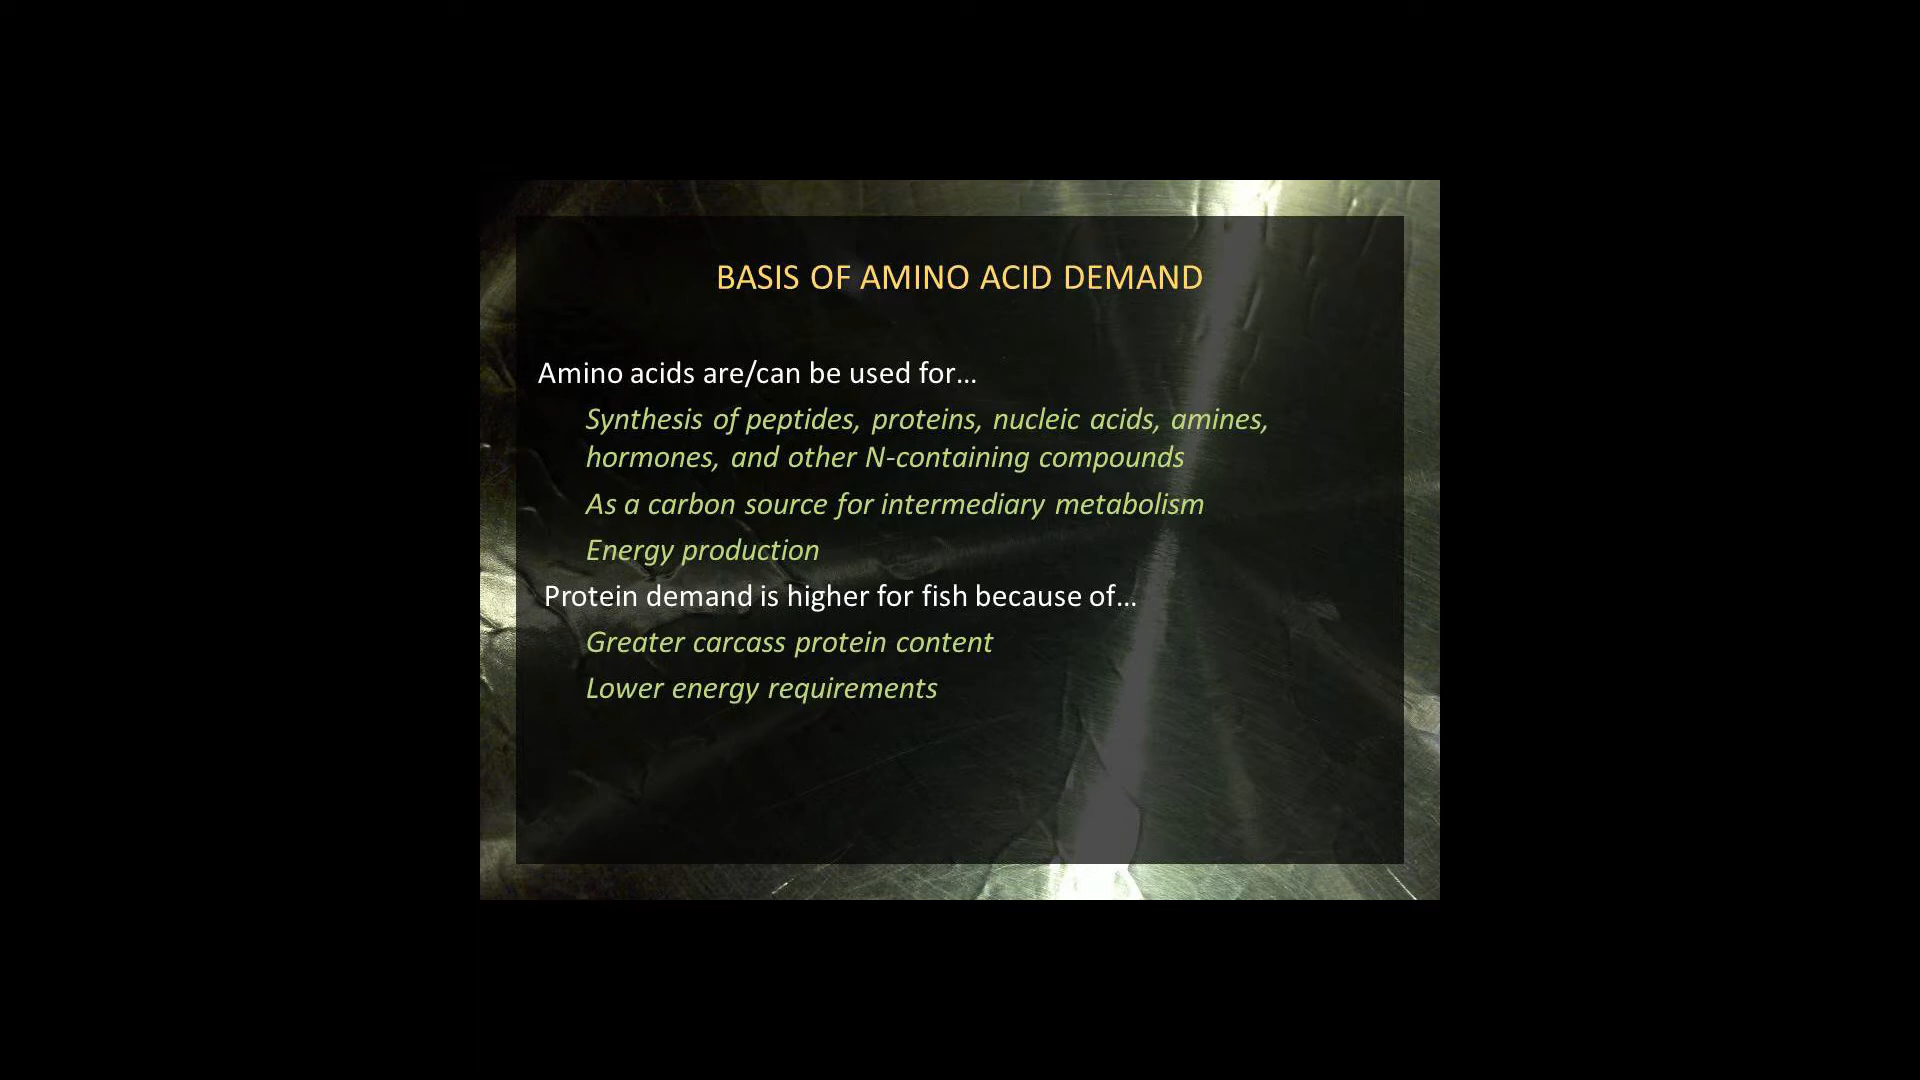 BASIS OF AMINO ACID DEMAND
Amino acids are/can be used for…
Synthesis of peptides, proteins, nucleic acids, amines,
hormones, and other N-containing compounds
As a carbon source for intermediary metabolism
Energy production
Protein demand is higher for fish because of…
Greater carcass protein content
Lower energy requirements